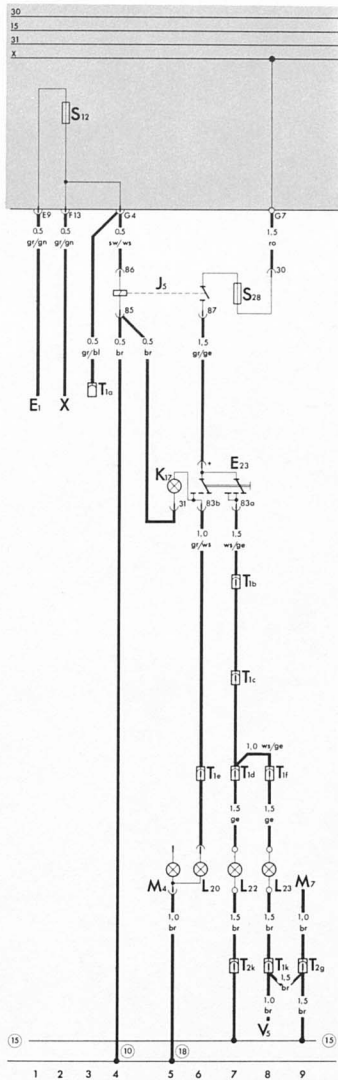 30
15
31
X
S12
E9 F13 G4 G7
0.5 0.5 0.5 1,5
gr/gn gr/gn sw/ws ro
86 30
J5 S28
85 87
0.5 0.5 0.5 1,5
gr/bl br br gr/ge
T1a
E1 X
+ E23
K17
31 83b 83a
1,0 1,5
gr/ws ws/ge
T1b
T1c
1,0 ws/ge
T1e T1d T1f
1,5 1,5
ge ge
M4 L20 L22 L23 M7
1,0 1,5 1,5 1,0
br br br br
T2k T1k T2g
1,5
br
1,0 1,5
br br
V5
15 15
10 18
1 2 3 4 5 6 7 8 9